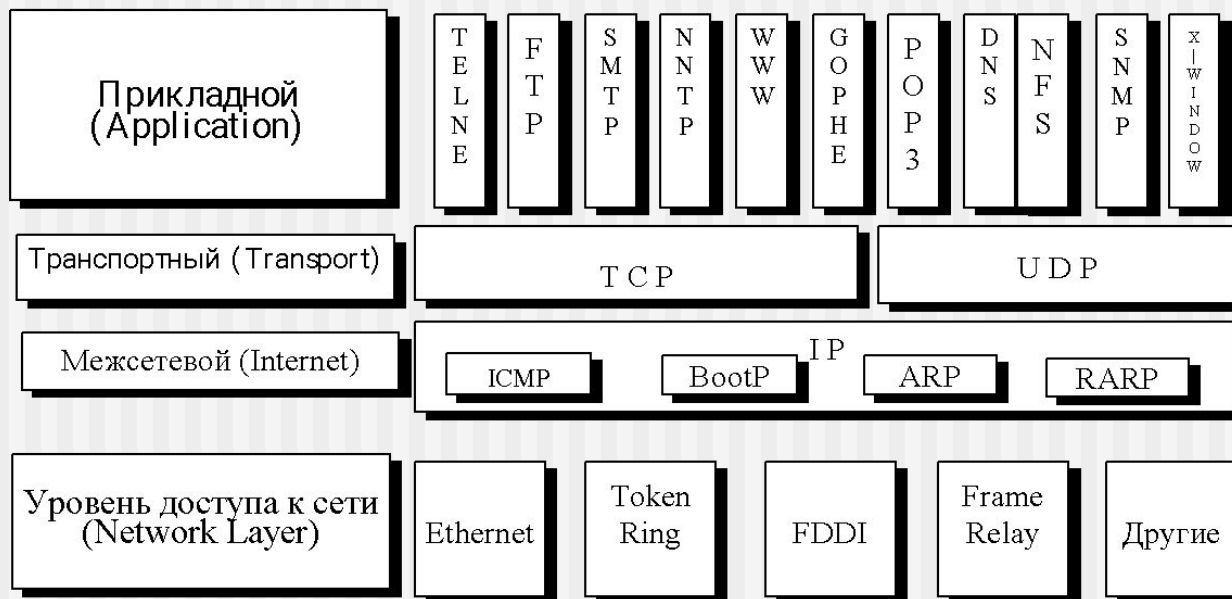 Прикладной
(Application)
TELNE
FTP
SMTP
NNTP
WWW
GOPHE
POP3
DNS
NFS
SNMP
X|WINDOW
Транспортный (Transport)
TCP
UDP
Межсетевой (Internet)
IP
ICMP
BootP
ARP
RARP
Уровень доступа к сети
(Network Layer)
Ethernet
Token
Ring
FDDI
Frame
Relay
Другие